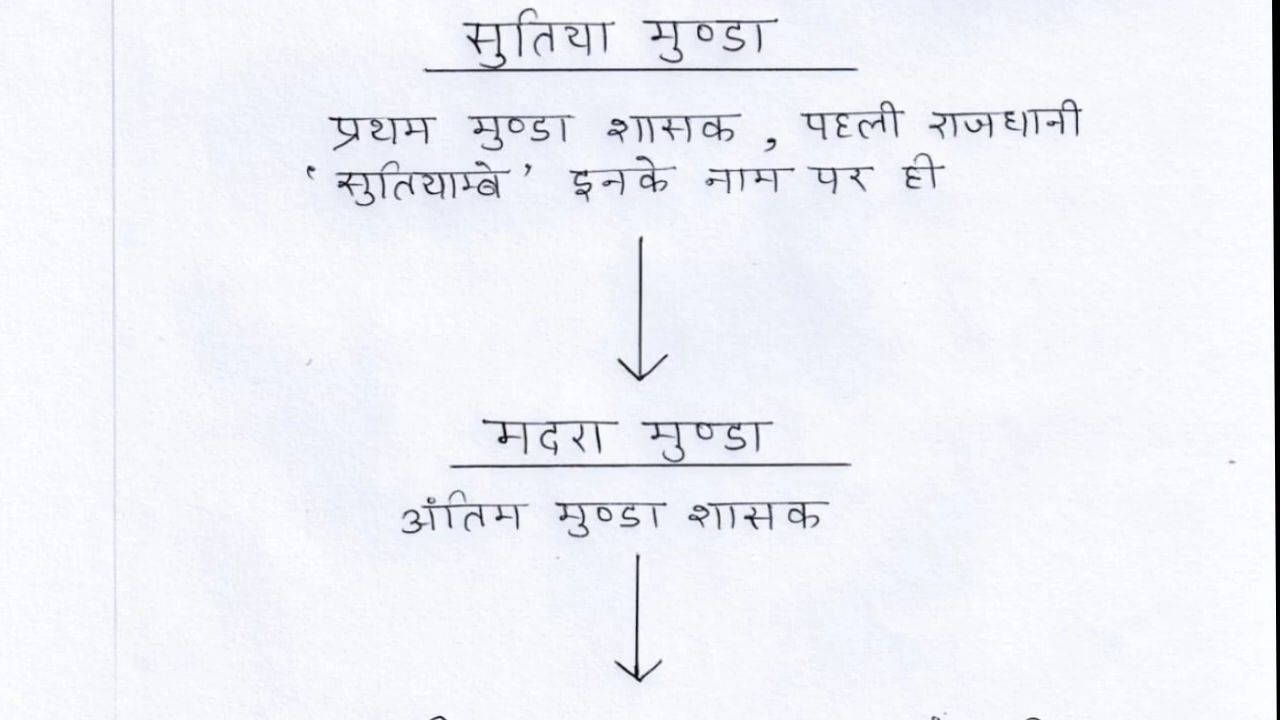 सुतिया मुण्डा
प्रथम मुण्डा शासक , पहली राजधानी
‘ सुतियाम्बे ’ इनके नाम पर ही
मदरा मुण्डा
अंतिम मुण्डा शासक